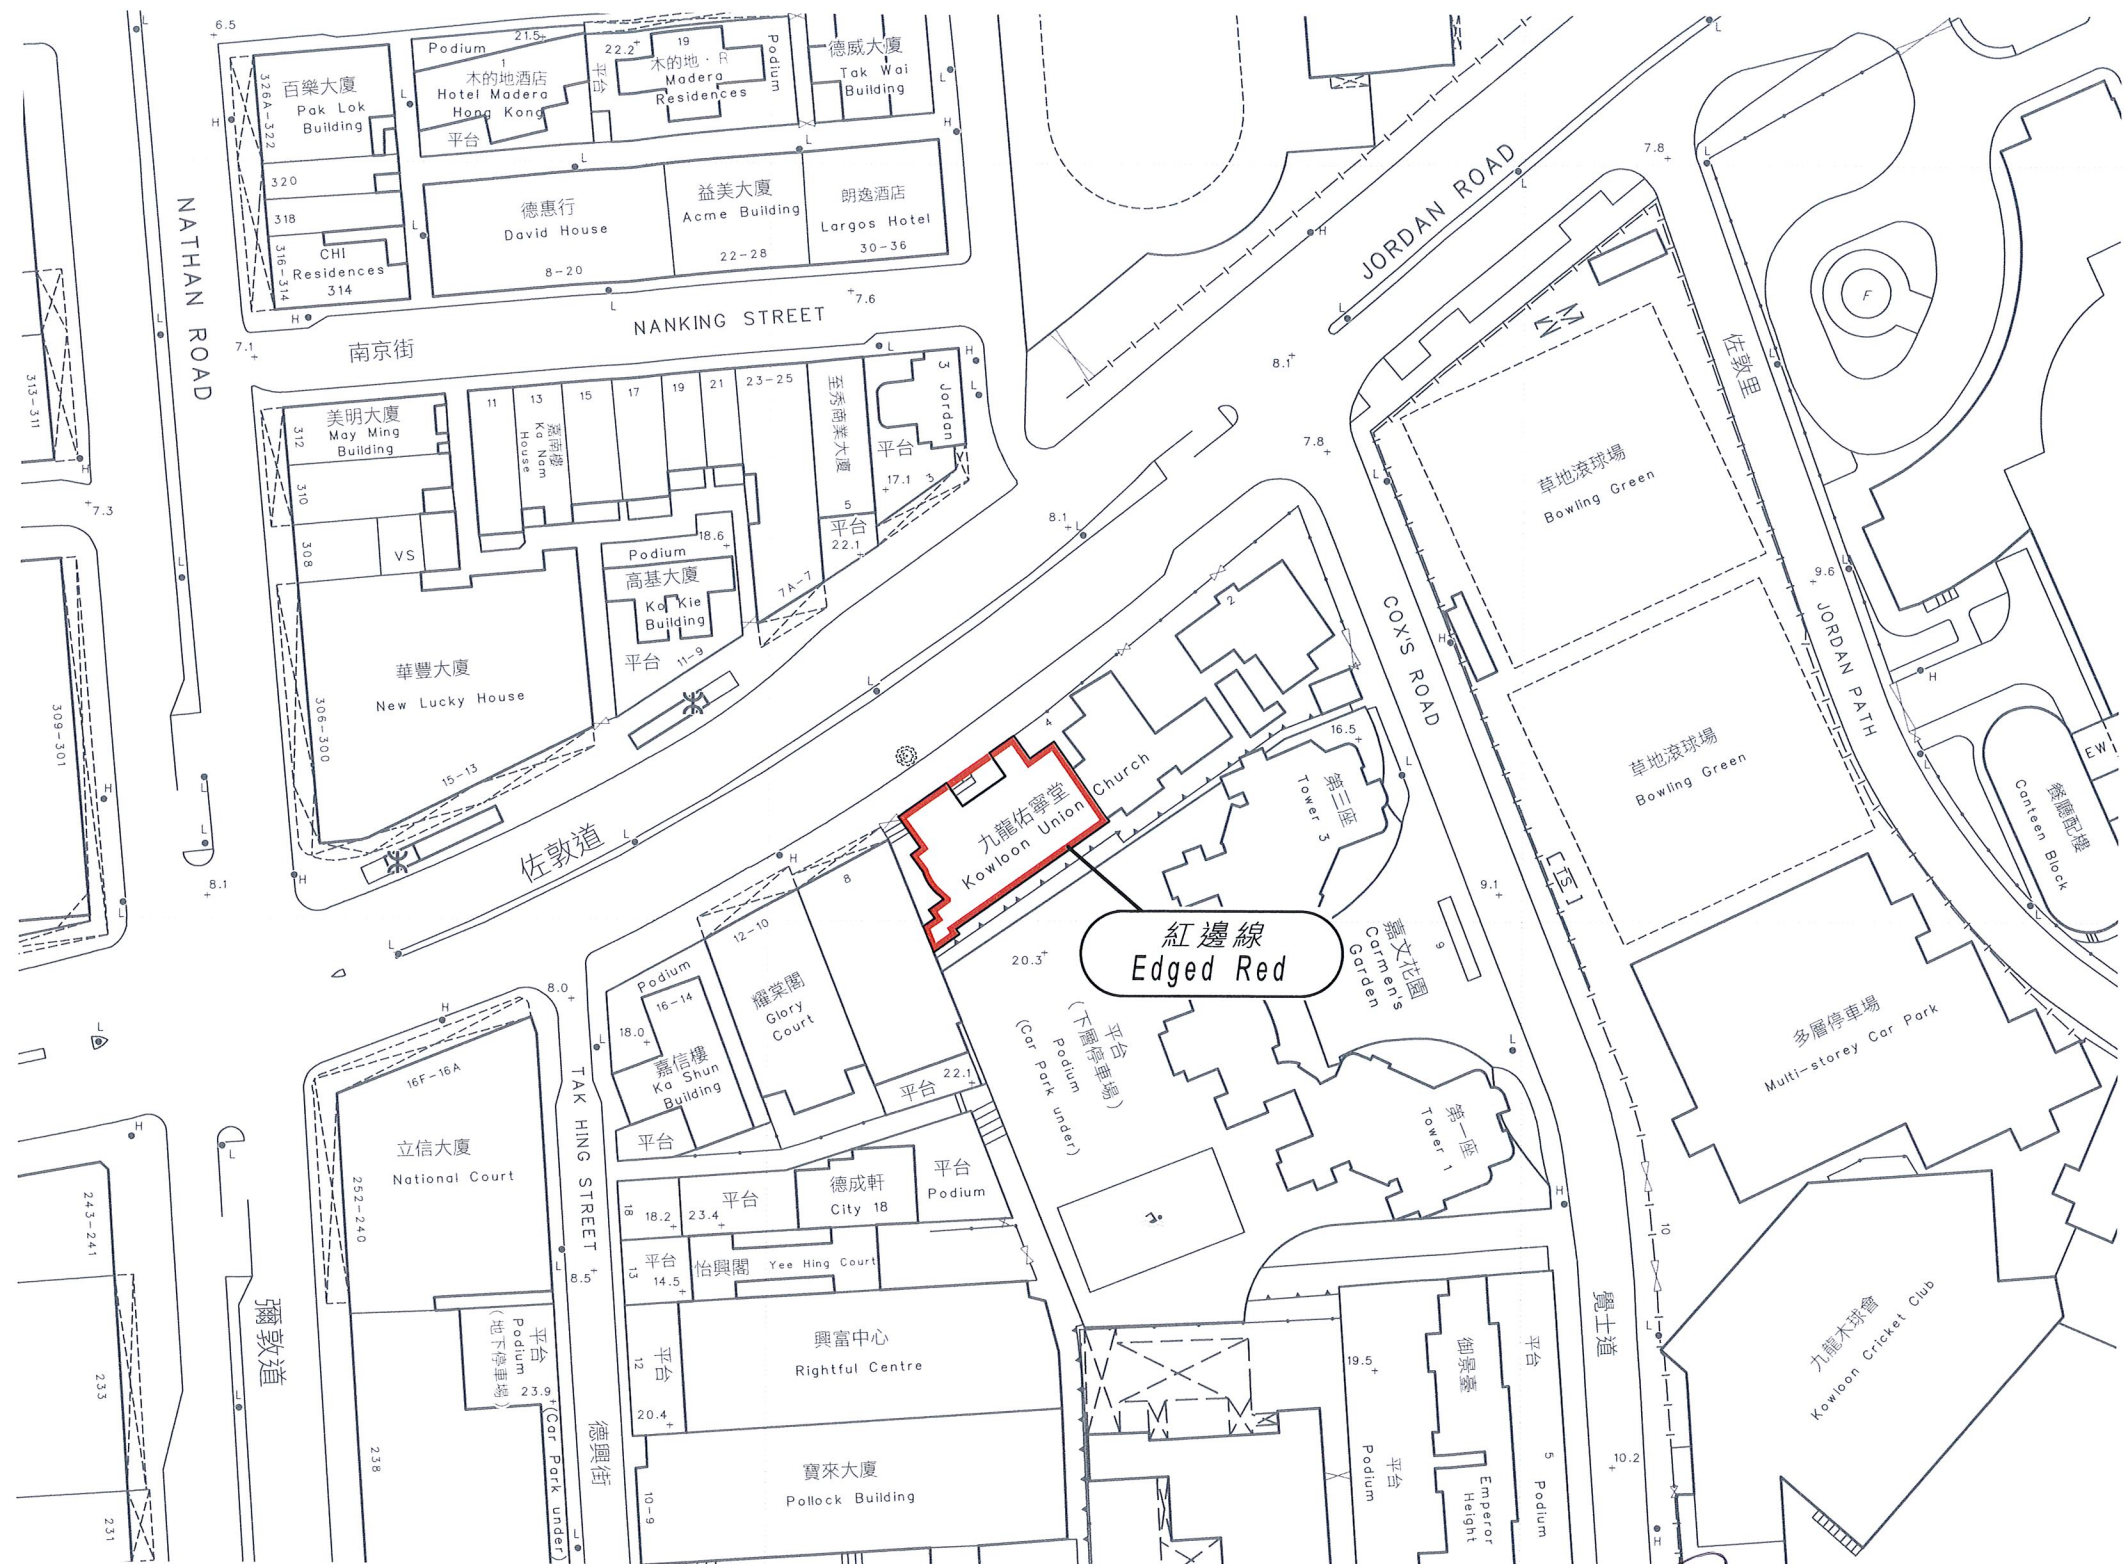 6.5
326A-322
百樂大廈
Pak Lok
Building
320
318
316-314
CHI
Residences
314
Podium
21.5
1
木的地酒店
Hotel Madera
Hong Kong
平台
22.2
平台
19
木的地·R
Madera
Residences
Podium
德威大廈
Tak Wai
Building
德惠行
David House
8-20
益美大廈
Acme Building
22-28
朗逸酒店
Largos Hotel
30-36
NATHAN ROAD
7.1
南京街
NANKING STREET
7.6
JORDAN ROAD
7.8
8.1
7.8
313-311
7.3
312
美明大廈
May Ming
Building
310
308
VS
11
13
嘉南樓
Ka Nam
House
15
17
19
21
23-25
至秀商業大廈
5
平台
22.1
3 Jordan
平台
17.1
3
Podium
18.6
高基大廈
Ko Kie
Building
平台
11-9
7A-7
華豐大廈
New Lucky House
306-300
15-13
309-301
8.1
佐敦道
8.1
F
佐敦里
草地滾球場
Bowling Green
9.6
JORDAN PATH
草地滾球場
Bowling Green
COX'S ROAD
EW
餐廳配樓
Canteen Block
2
4
九龍佑寧堂
Kowloon Union Church
16.5
第三座
Tower 3
紅邊線
Edged Red
20.3
嘉文花園
Carmen's
Garden
9
9.1
[TS]
多層停車場
Multi-storey Car Park
8
12-10
耀棠閣
Glory
Court
Podium
16-14
18.0
嘉信樓
Ka Shun
Building
平台
平台
22.1
平台
(下層停車場)
Podium
(Car Park under)
第一座
Tower 1
8.0
16F-16A
立信大廈
National Court
252-240
TAK HING STREET
8.5
德興街
18
18.2
23.4
平台
德成軒
City 18
平台
Podium
13
平台
14.5
怡興閣
Yee Hing Court
12
平台
20.4
興富中心
Rightful Centre
寶來大廈
Pollock Building
10-9
平台
Podium
(地下停車場)
23.9
(Car Park under)
238
243-241
233
231
彌敦道
19.5
平台
Podium
御景臺
Emperor
Height
平台
5
Podium
覺士道
10
10.2
九龍木球會
Kowloon Cricket Club